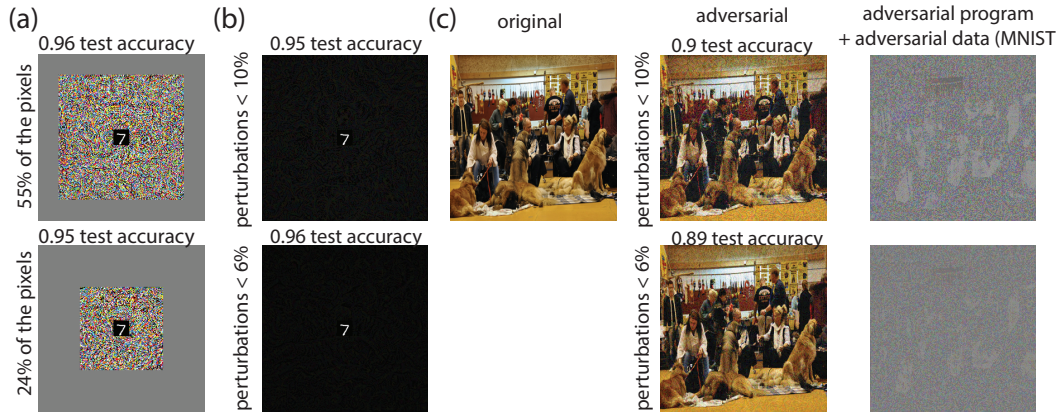 (a)
(b)
(c)
original
adversarial
adversarial program
+ adversarial data (MNIST
0.96 test accuracy
55% of the pixels
7
0.95 test accuracy
perturbations < 10%
7
0.9 test accuracy
perturbations < 10%
0.95 test accuracy
24% of the pixels
7
0.96 test accuracy
perturbations < 6%
7
0.89 test accuracy
perturbations < 6%